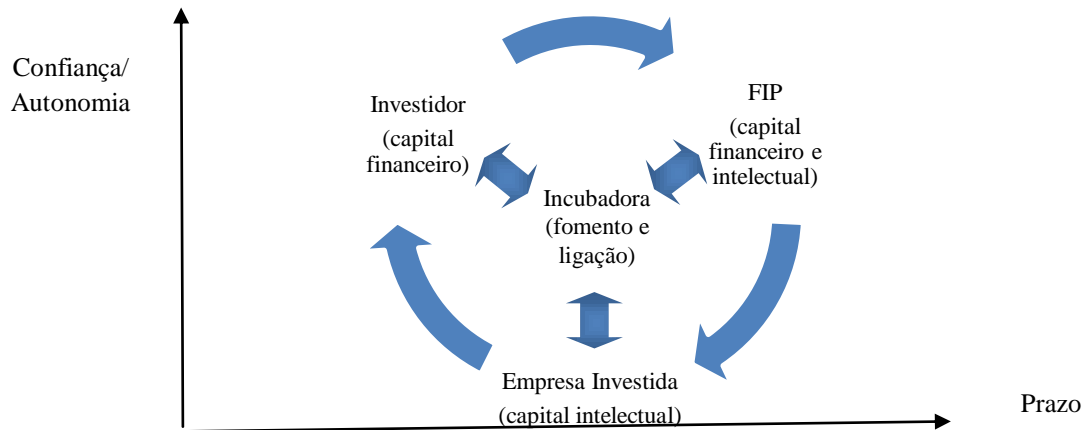 Confiança/
Autonomia
Investidor
(capital
financeiro)
FIP
(capital
financeiro e
intelectual)
Incubadora
(fomento e
ligação)
Empresa Investida
(capital intelectual)
Prazo